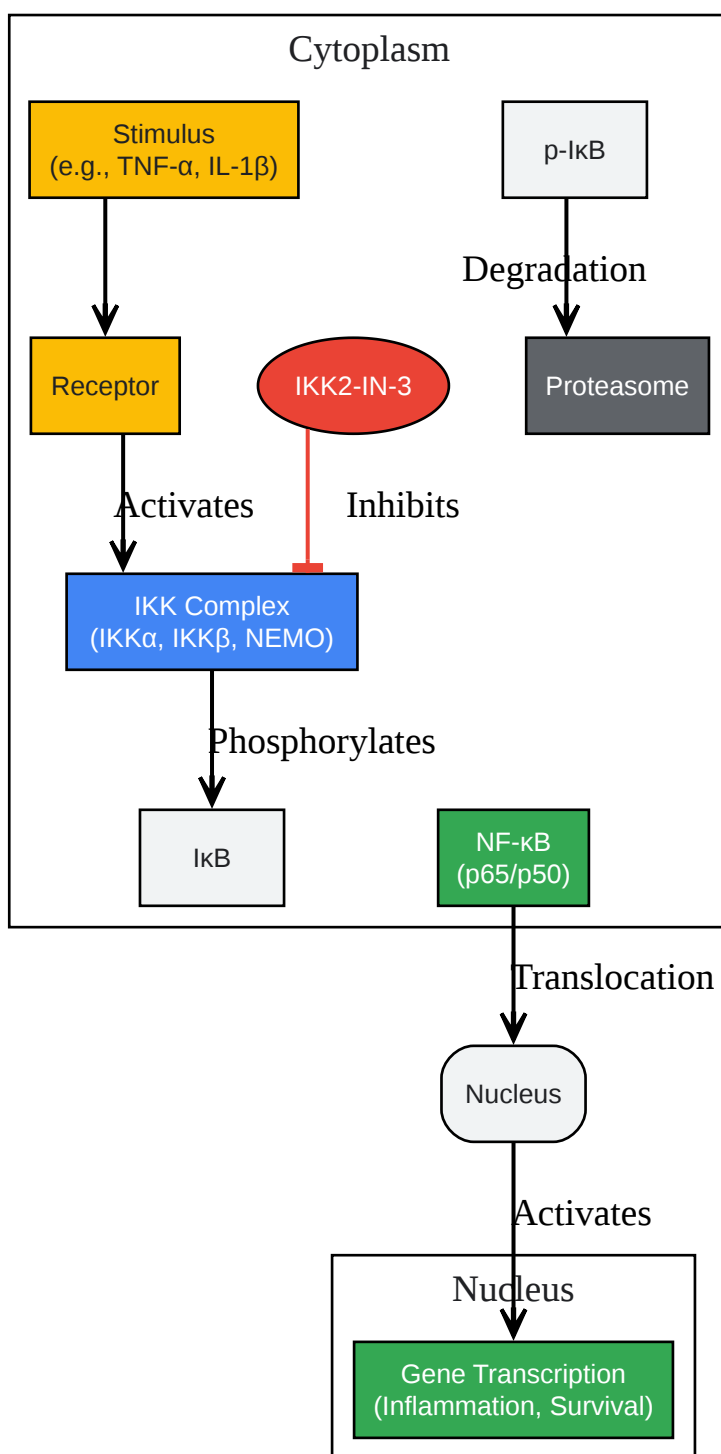 Cytoplasm
Stimulus
(e.g., TNF-α, IL-1β)
p-IκB
Degradation
Receptor
IKK2-IN-3
Proteasome
Activates
Inhibits
IKK Complex
(IKKα, IKKβ, NEMO)
Phosphorylates
IκB
NF-κB
(p65/p50)
Translocation
Nucleus
Activates
Nucleus
Gene Transcription
(Inflammation, Survival)